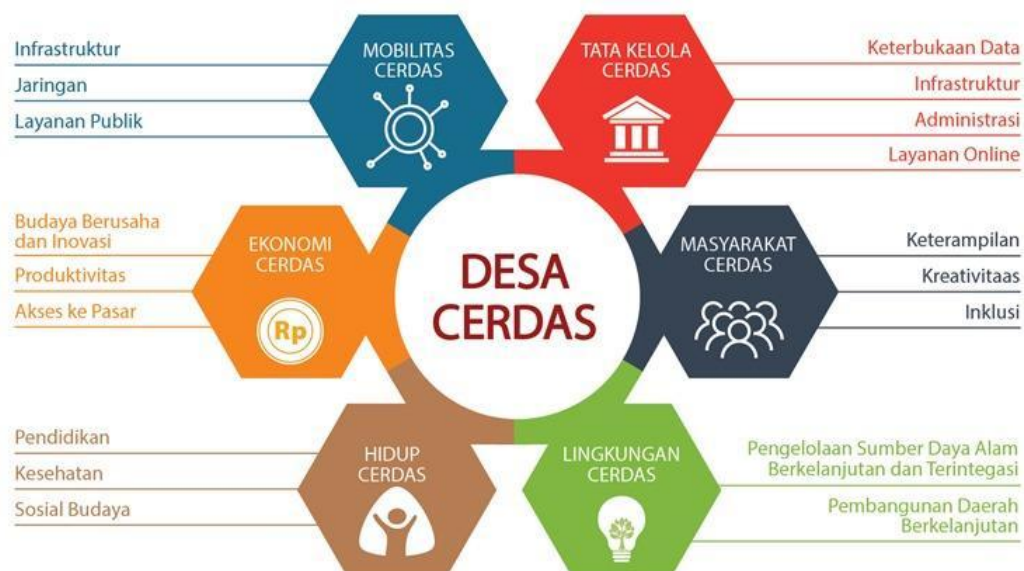 Infrastruktur
Jaringan
Layanan Publik
MOBILITAS
CERDAS
TATA KELOLA
CERDAS
Keterbukaan Data
Infrastruktur
Administrasi
Layanan Online
Budaya Berusaha
dan Inovasi
Produktivitas
Akses ke Pasar
EKONOMI
CERDAS
Rp
DESA
CERDAS
MASYARAKAT
CERDAS
Keterampilan
Kreativitaas
Inklusi
Pendidikan
Kesehatan
Sosial Budaya
HIDUP
CERDAS
LINGKUNGAN
CERDAS
Pengelolaan Sumber Daya Alam
Berkelanjutan dan Terintegasi
Pembangunan Daerah
Berkelanjutan